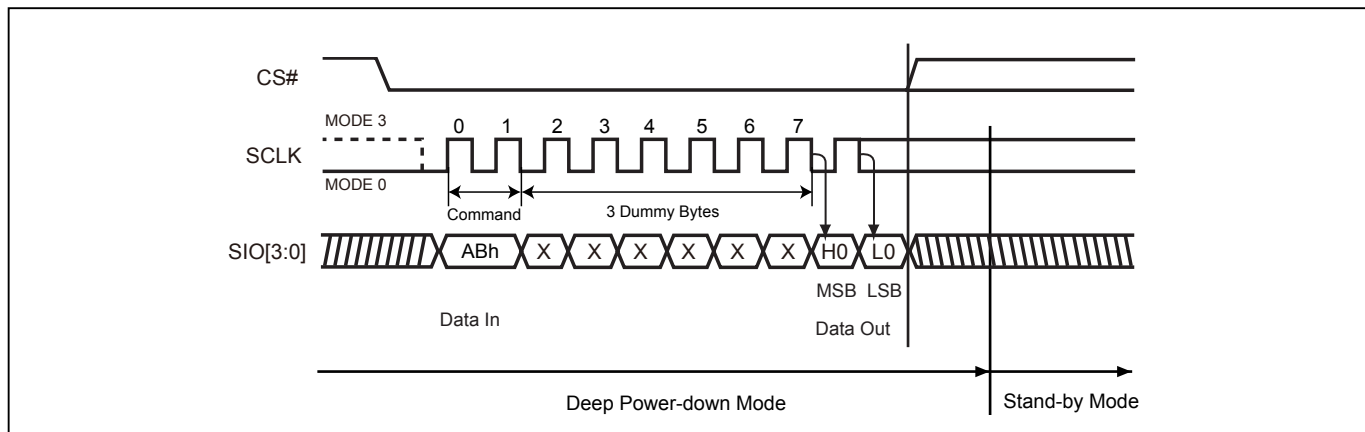 CS#
MODE 3
0 1 2 3 4 5 6 7
SCLK
MODE 0
Command
3 Dummy Bytes
SIO[3:0]
ABh X X X X X X H0 L0
MSB LSB
Data In
Data Out
Deep Power-down Mode
Stand-by Mode